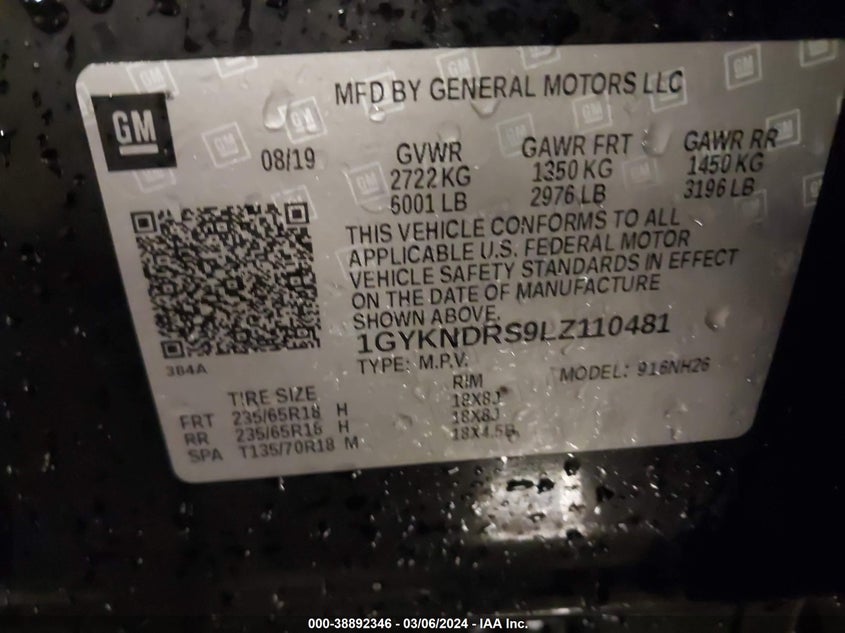 MFD BY GENERAL MOTORS LLC
GM
08/19
GVWR GAWR FRT GAWR RR
2722 KG 1350 KG 1450 KG
6001 LB 2976 LB 3196 LB
THIS VEHICLE CONFORMS TO ALL
APPLICABLE U.S. FEDERAL MOTOR
VEHICLE SAFETY STANDARDS IN EFFECT
ON THE DATE OF MANUFACTURE
SHOWN ABOVE.
1GYKNDRS9LZ110481
TYPE: M.P.V. MODEL: 916NH26
384A
TIRE SIZE RIM
FRT 235/65R18 H 18X8J
RR 235/65R18 H 18X8J
SPA T135/70R18 M 18X4.5B
000-38892346 - 03/06/2024 - IAA Inc.